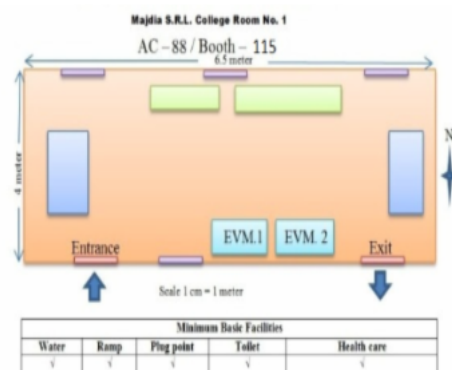 Majdia S.R.L. College Room No. 1
AC – 88 / Booth – 115
6.5 meter
4 meter
N
EVM.1
EVM. 2
Entrance
Exit
Scale 1 cm = 1 meter
Minimum Basic Facilities
Water Ramp Plug point Toilet Health care
√ √ √ √ √